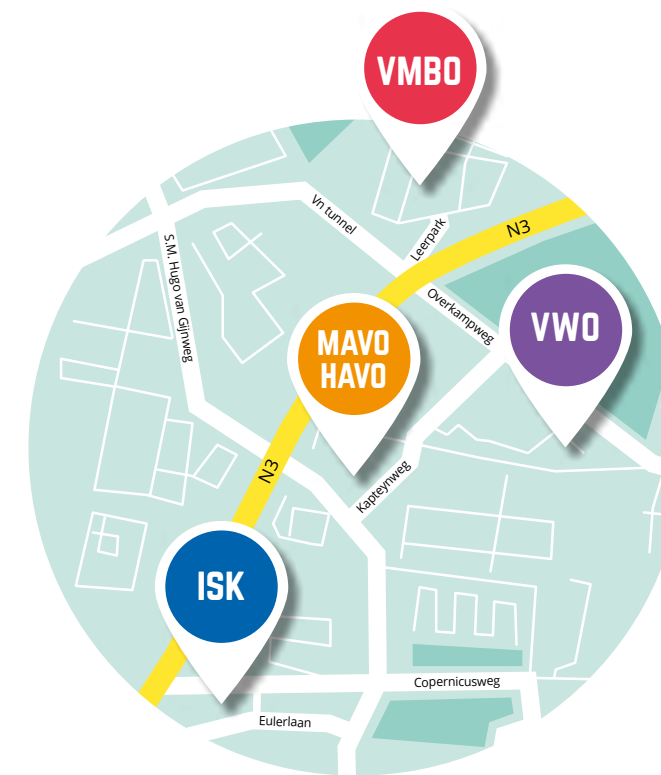 VMBO
Vn tunnel
Leerpark
N3
S.M. Hugo van Gijnweg
Overkampweg
VWO
MAVO
HAVO
N3
Kapteynweg
ISK
Copernicusweg
Eulerlaan